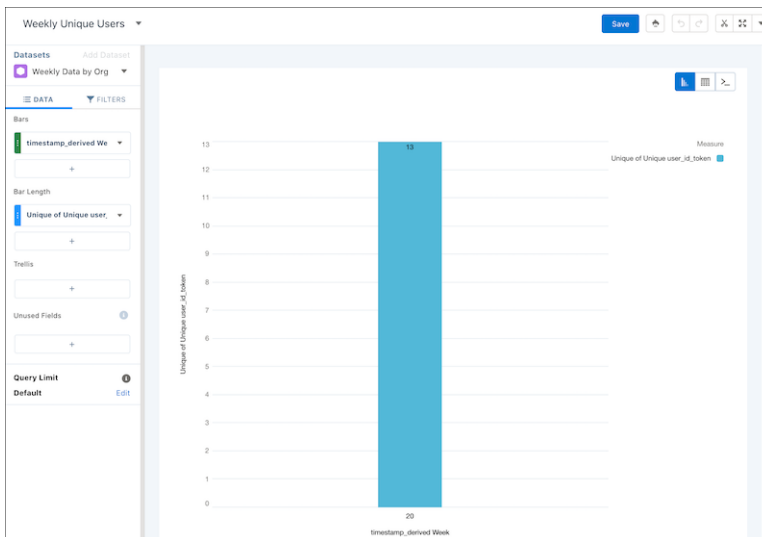 Weekly Unique Users
Save
Datasets
Add Dataset
Weekly Data by Org
DATA
FILTERS
Bars
timestamp_derived We
+
Bar Length
Unique of Unique user_
+
Trellis
+
Unused Fields
+
Query Limit
Default
Edit
Measure
Unique of Unique user_id_token
13
12
11
10
9
8
7
6
5
4
3
2
1
0
Unique of Unique user_id_token
13
20
timestamp_derived Week